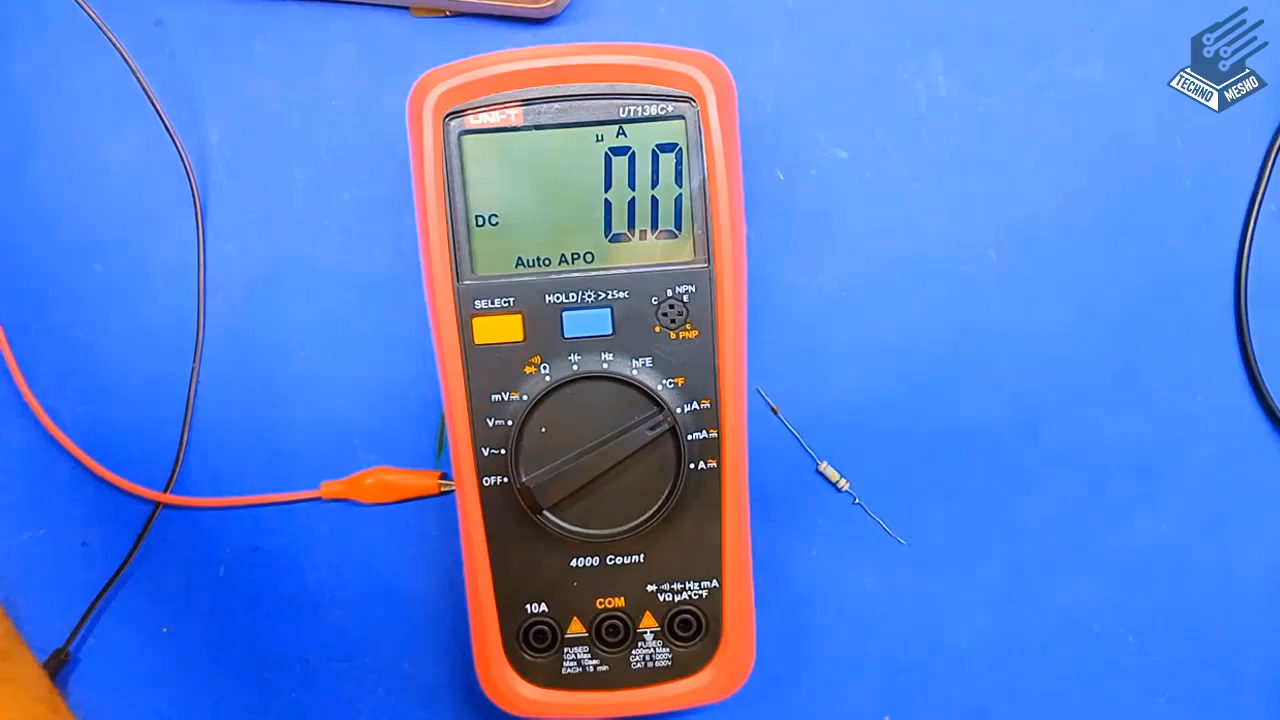 TECHNO
MESHO
UNI-T
UT136C+
μ A
0.0
DC
Auto APO
SELECT
HOLD/ >2Sec
NPN
B
C
E
e
b
c
PNP
Ω
Hz
hFE
°C°F
mV
μA
V
mA
V~
A
OFF
4000 Count
10A
COM
Hz mA
VΩ μA°C°F
FUSED
10A Max
Max 10sec
EACH 15 min
FUSED
400mA Max
CAT II 1000V
CAT III 600V